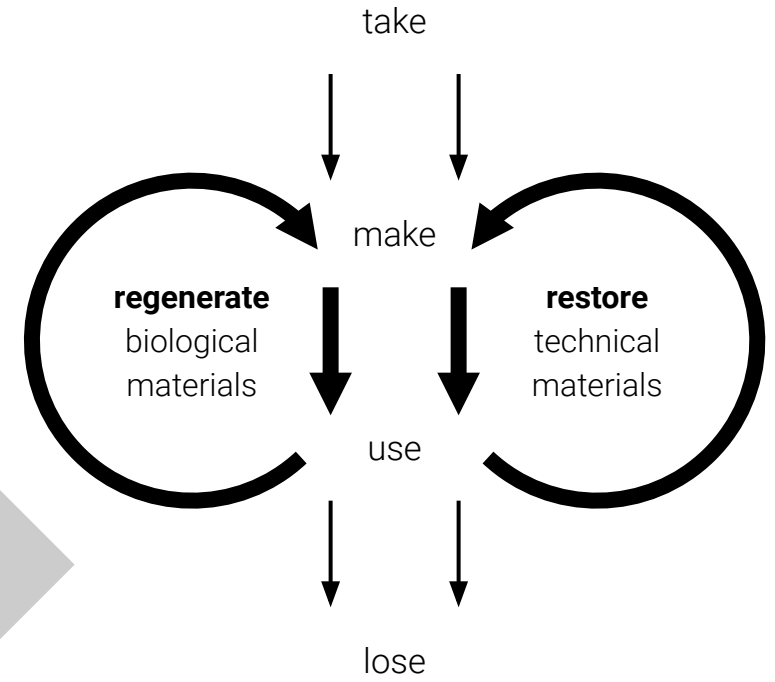 take
make
regenerate
biological
materials
restore
technical
materials
use
lose